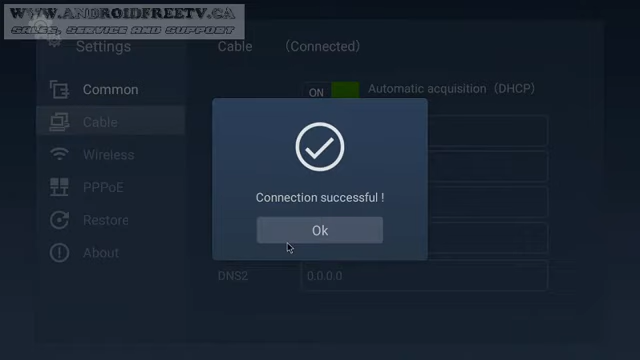 WWW.ANDROIDFREETV.CA
SALES, SERVICE AND SUPPORT
Settings
Cable (Connected)
Common
ON Automatic acquisition (DHCP)
Cable
Wireless
PPPoE
Restore
About
Connection successful !
Ok
DNS2 0.0.0.0